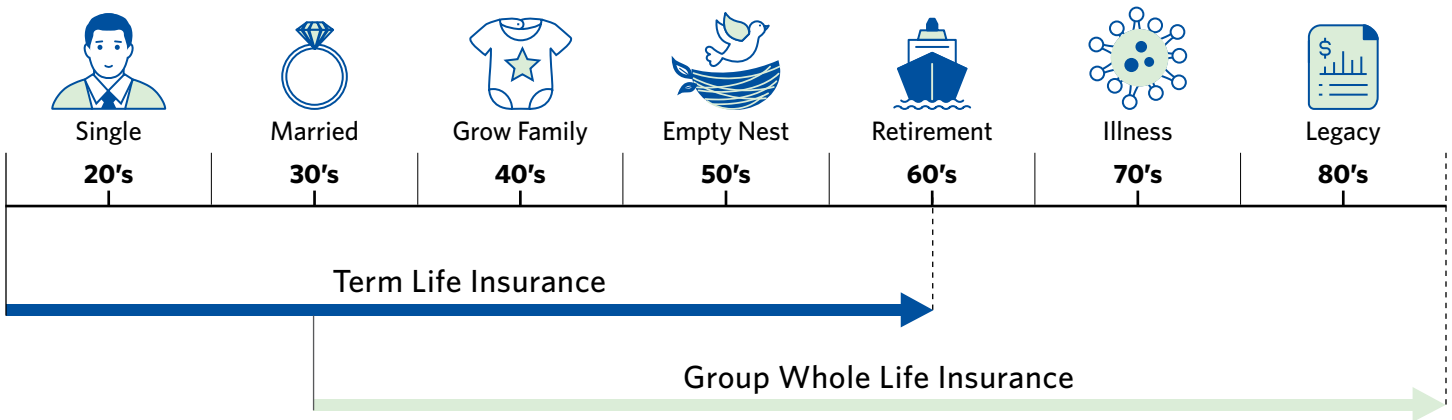 Single Married Grow Family Empty Nest Retirement Illness Legacy
20's 30's 40's 50's 60's 70's 80's
Term Life Insurance
Group Whole Life Insurance
$